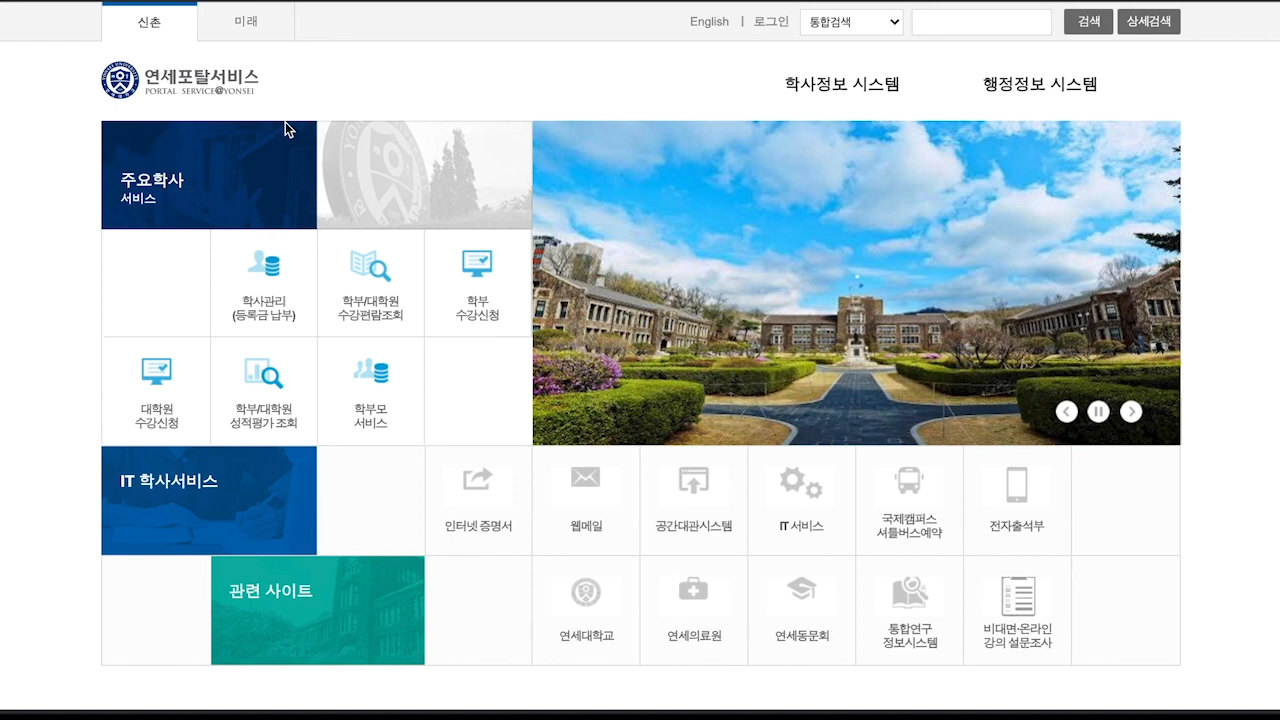 신촌
미래
English | 로그인
통합검색
검색
상세검색
연세포탈서비스
PORTAL SERVICE@YONSEI
학사정보 시스템
행정정보 시스템
주요학사
서비스
학사관리
(등록금 납부)
학부/대학원
수강편람조회
학부
수강신청
대학원
수강신청
학부/대학원
성적평가 조회
학부모
서비스
IT 학사서비스
인터넷 증명서
웹메일
공간대관시스템
IT 서비스
국제캠퍼스
셔틀버스예약
전자출석부
관련 사이트
연세대학교
연세의료원
연세동문회
통합연구
정보시스템
비대면·온라인
강의 설문조사